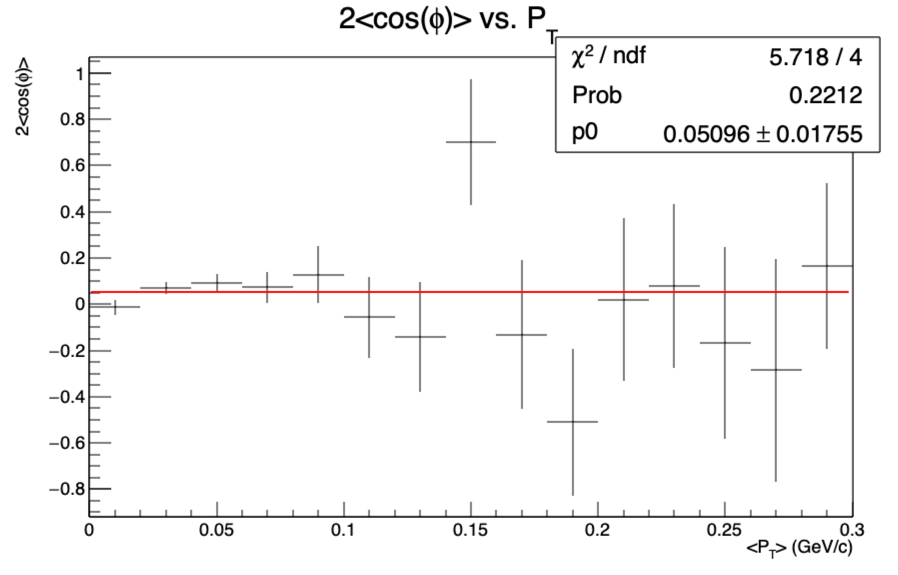 2<cos(ϕ)> vs. P_T
χ² / ndf 5.718 / 4
Prob 0.2212
p0 0.05096 ± 0.01755
2<cos(ϕ)>
1
0.8
0.6
0.4
0.2
0
−0.2
−0.4
−0.6
−0.8
0 0.05 0.1 0.15 0.2 0.25 0.3
<P_T> (GeV/c)